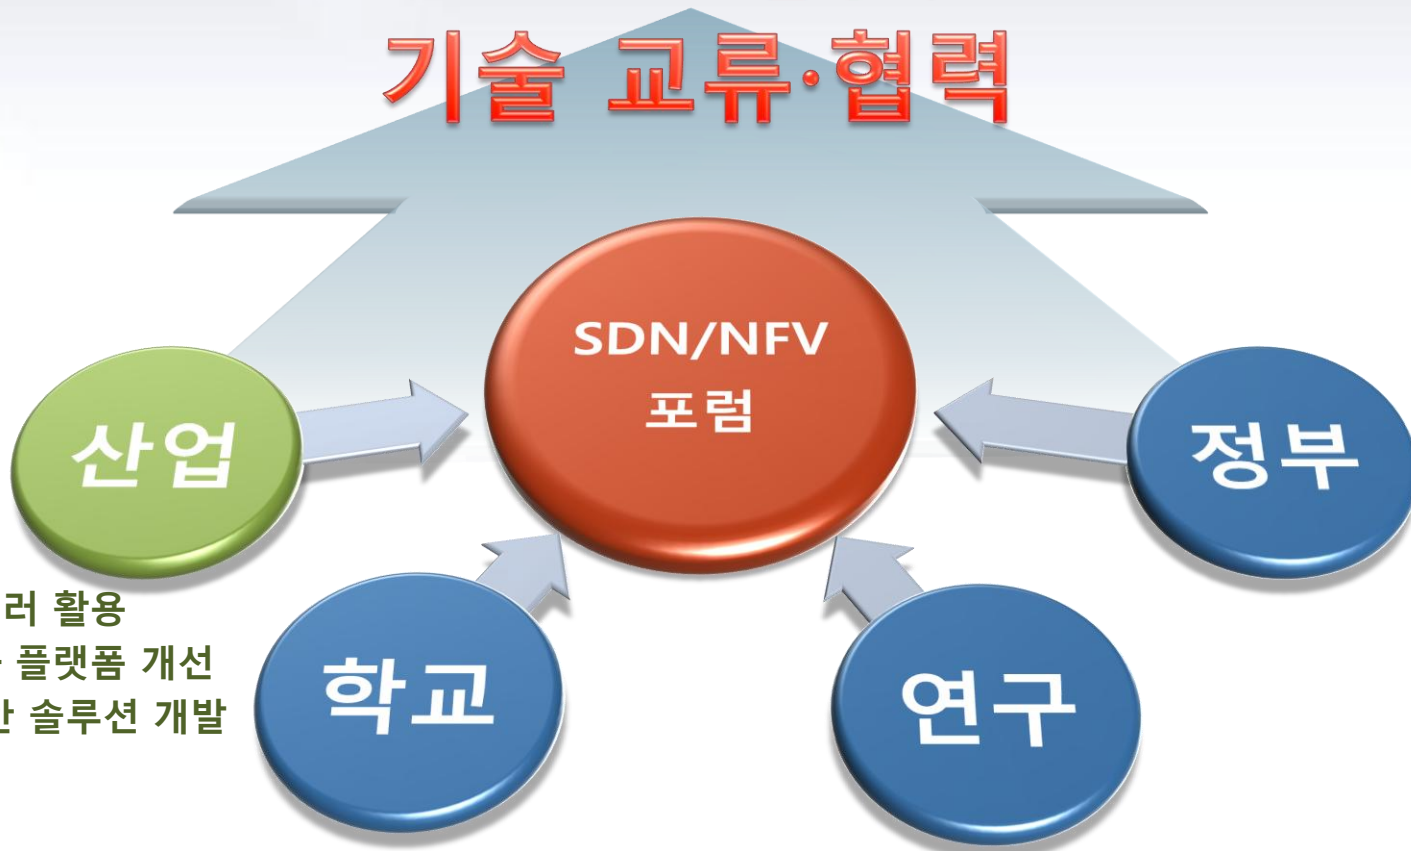 기술 교류·협력
SDN/NFV
포럼
산업
정부
러 활용
플랫폼 개선
솔루션 개발
학교
연구